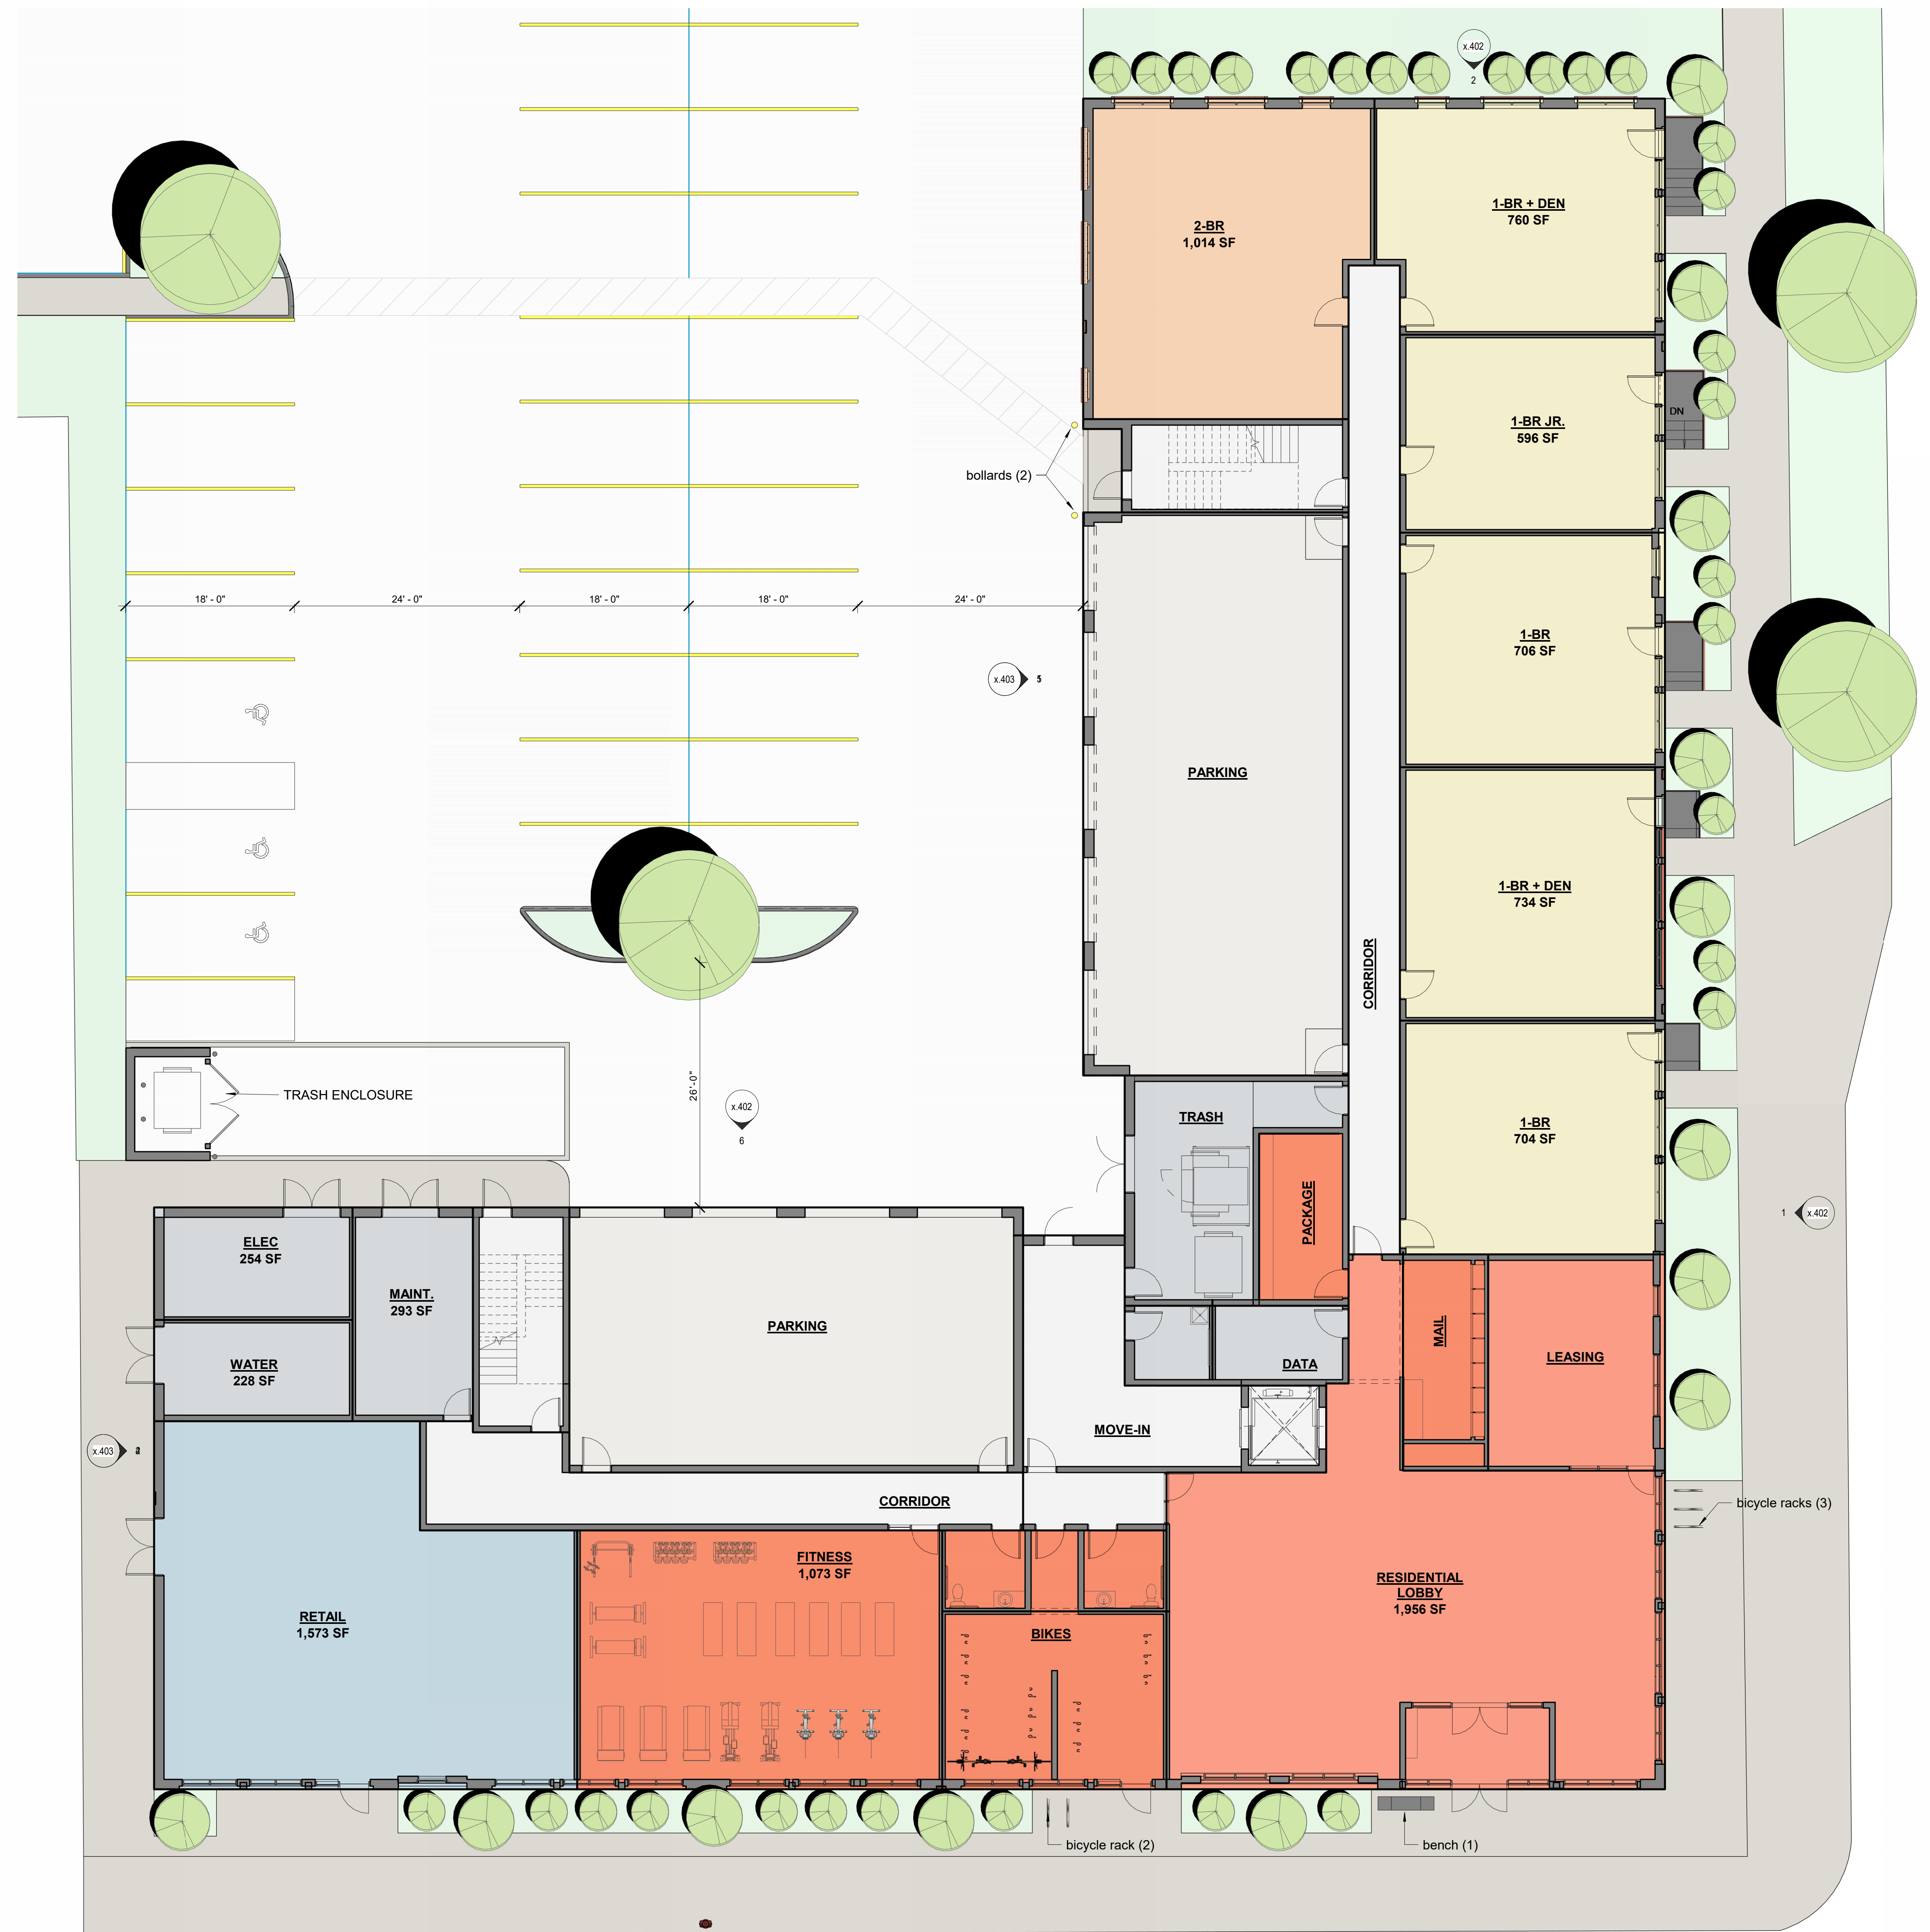 x.402
2
1-BR + DEN
760 SF
2-BR
1,014 SF
1-BR JR.
596 SF
DN
bollards (2)
18' - 0"
24' - 0"
18' - 0"
18' - 0"
24' - 0"
1-BR
706 SF
x.403
PARKING
1-BR + DEN
734 SF
CORRIDOR
26'-0"
TRASH ENCLOSURE
x.402
6
TRASH
1-BR
704 SF
PACKAGE
1
x.402
ELEC
254 SF
MAINT.
293 SF
PARKING
MAIL
LEASING
WATER
228 SF
DATA
MOVE-IN
x.403
CORRIDOR
bicycle racks (3)
FITNESS
1,073 SF
RESIDENTIAL
LOBBY
1,956 SF
RETAIL
1,573 SF
BIKES
bicycle rack (2)
bench (1)